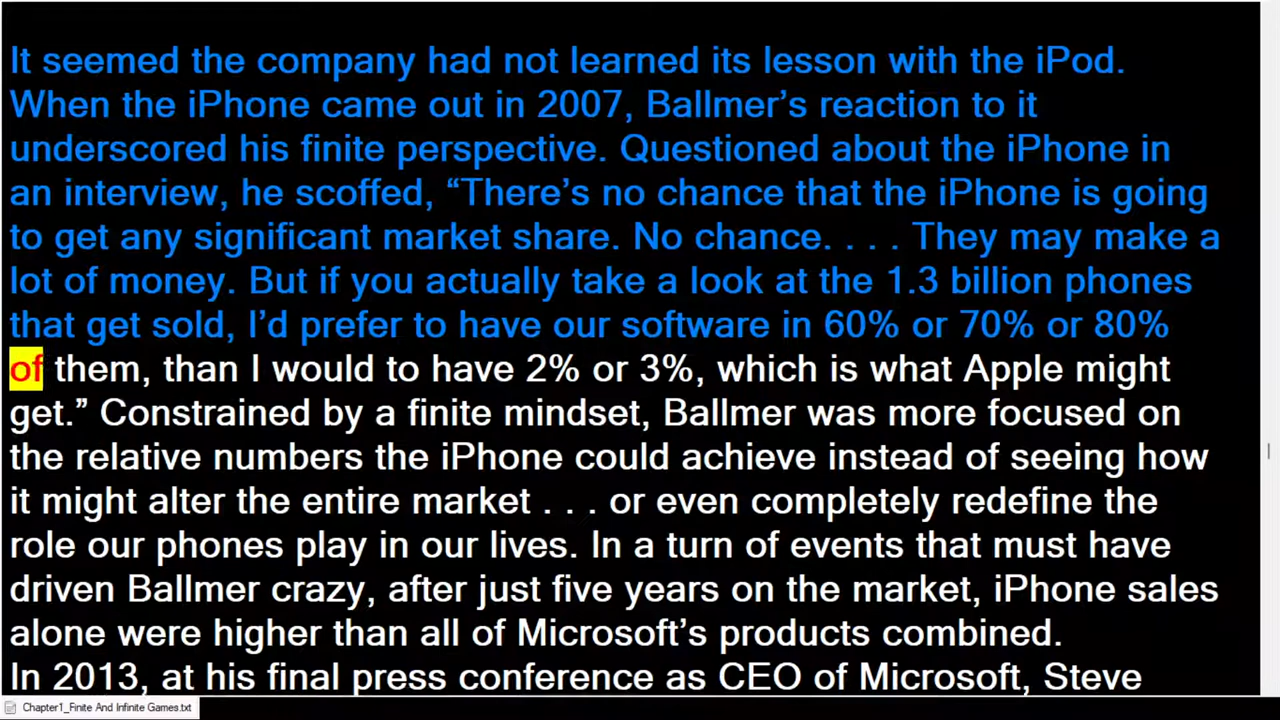 It seemed the company had not learned its lesson with the iPod.
When the iPhone came out in 2007, Ballmer’s reaction to it
underscored his finite perspective. Questioned about the iPhone in
an interview, he scoffed, “There’s no chance that the iPhone is going
to get any significant market share. No chance. . . . They may make a
lot of money. But if you actually take a look at the 1.3 billion phones
that get sold, I’d prefer to have our software in 60% or 70% or 80%
of them, than I would to have 2% or 3%, which is what Apple might
get.” Constrained by a finite mindset, Ballmer was more focused on
the relative numbers the iPhone could achieve instead of seeing how
it might alter the entire market . . . or even completely redefine the
role our phones play in our lives. In a turn of events that must have
driven Ballmer crazy, after just five years on the market, iPhone sales
alone were higher than all of Microsoft’s products combined.
In 2013, at his final press conference as CEO of Microsoft, Steve
Chapter1_Finite And Infinite Games.txt